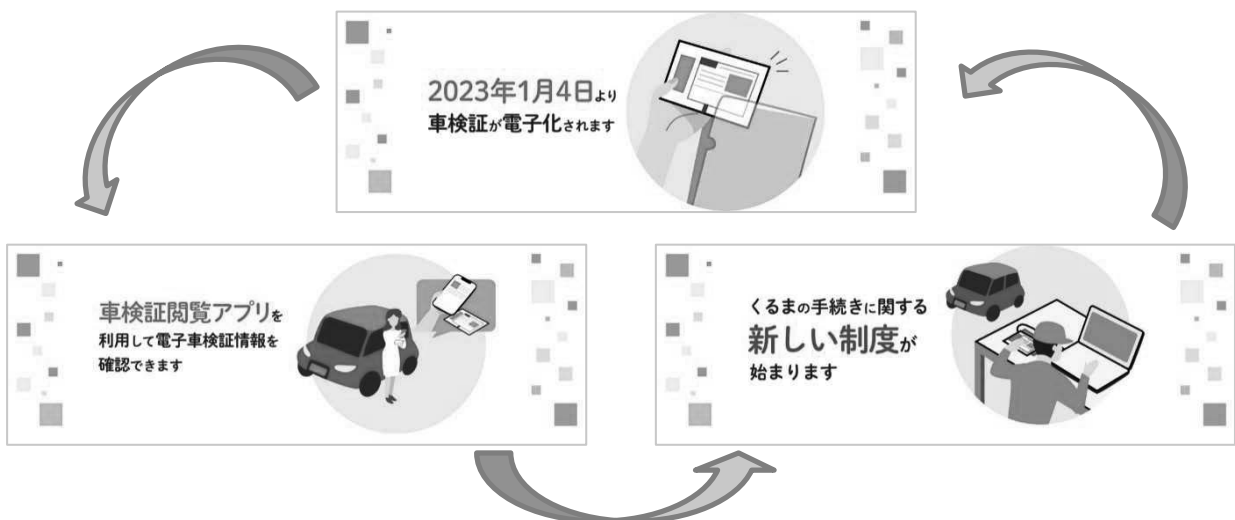 2023年1月4日より
車検証が電子化されます
車検証閲覧アプリを
利用して電子車検証情報を
確認できます
くるまの手続きに関する
新しい制度が
始まります